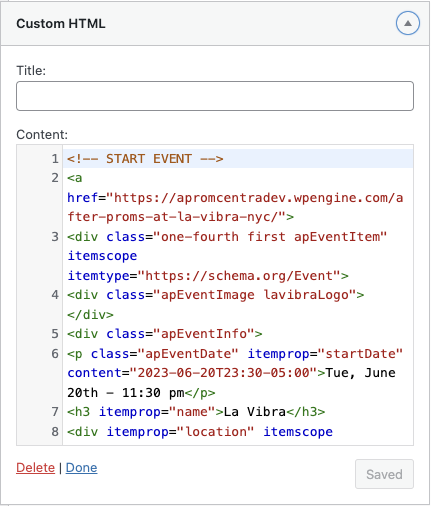 Custom HTML
Title:
Content:
1 <!-- START EVENT -->
2 <a
href="https://apromcentradev.wpengine.com/a
fter-proms-at-la-vibra-nyc/">
3 <div class="one-fourth first apEventItem"
itemscope
itemtype="https://schema.org/Event">
4 <div class="apEventImage lavibraLogo">
</div>
5 <div class="apEventInfo">
6 <p class="apEventDate" itemprop="startDate"
content="2023-06-20T23:30-05:00">Tue, June
20th - 11:30 pm</p>
7 <h3 itemprop="name">La Vibra</h3>
8 <div itemprop="location" itemscope
Delete | Done
Saved